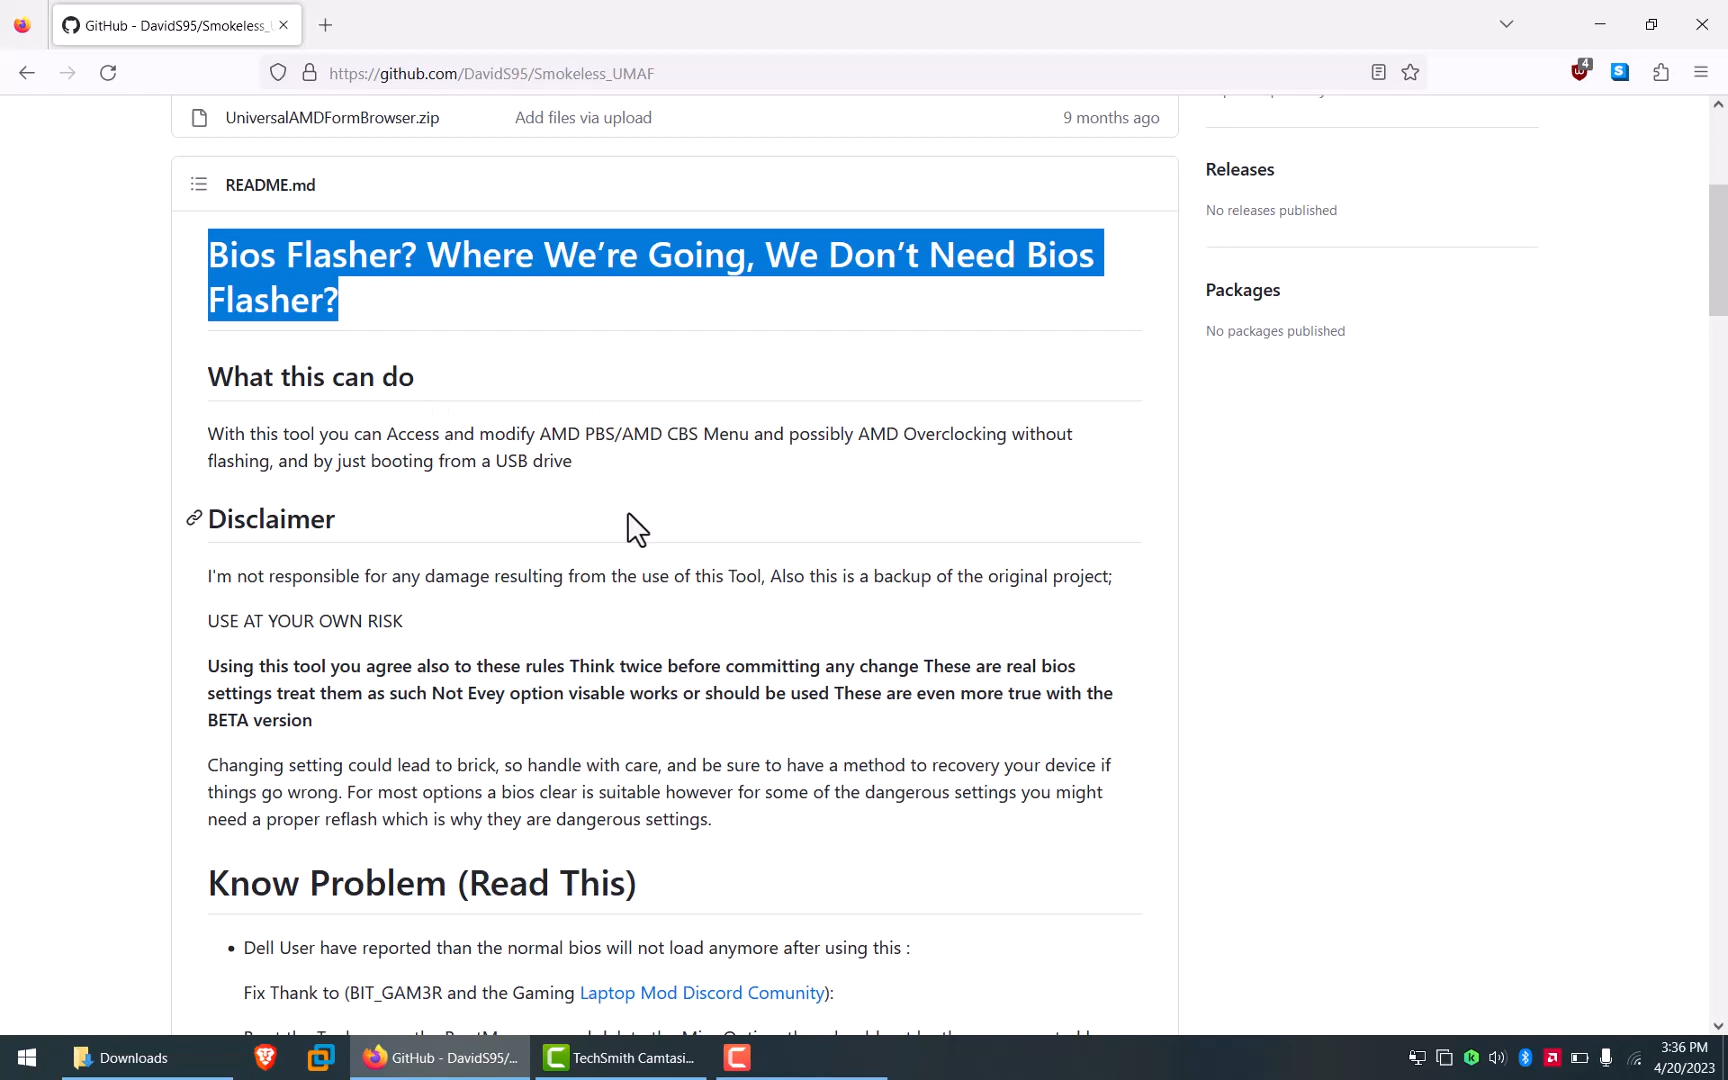 GitHub - DavidS95/Smokeless_
https://github.com/DavidS95/Smokeless_UMAF
4
UniversalAMDFormBrowser.zip Add files via upload 9 months ago
README.md
Releases
No releases published
Packages
No packages published
Bios Flasher? Where We’re Going, We Don’t Need Bios
Flasher?
What this can do
With this tool you can Access and modify AMD PBS/AMD CBS Menu and possibly AMD Overclocking without
flashing, and by just booting from a USB drive
Disclaimer
I'm not responsible for any damage resulting from the use of this Tool, Also this is a backup of the original project;
USE AT YOUR OWN RISK
Using this tool you agree also to these rules Think twice before committing any change These are real bios
settings treat them as such Not Evey option visable works or should be used These are even more true with the
BETA version
Changing setting could lead to brick, so handle with care, and be sure to have a method to recovery your device if
things go wrong. For most options a bios clear is suitable however for some of the dangerous settings you might
need a proper reflash which is why they are dangerous settings.
Know Problem (Read This)
• Dell User have reported than the normal bios will not load anymore after using this :
Fix Thank to (BIT_GAM3R and the Gaming Laptop Mod Discord Comunity):
Downloads
GitHub - DavidS95/...
TechSmith Camtasi...
3:36 PM
4/20/2023